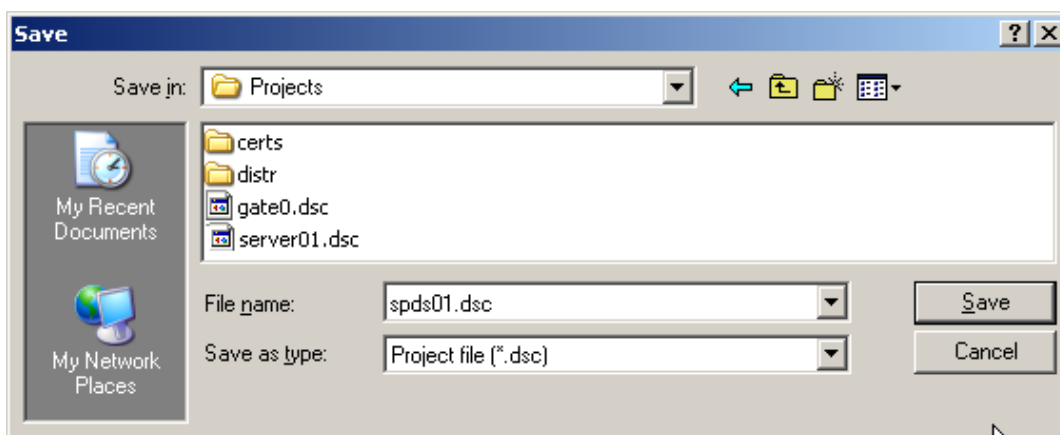 Save
Save in: Projects
certs
distr
gate0.dsc
server01.dsc
My Recent
Documents
My Network
Places
File name: spds01.dsc Save
Save as type: Project file (*.dsc) Cancel